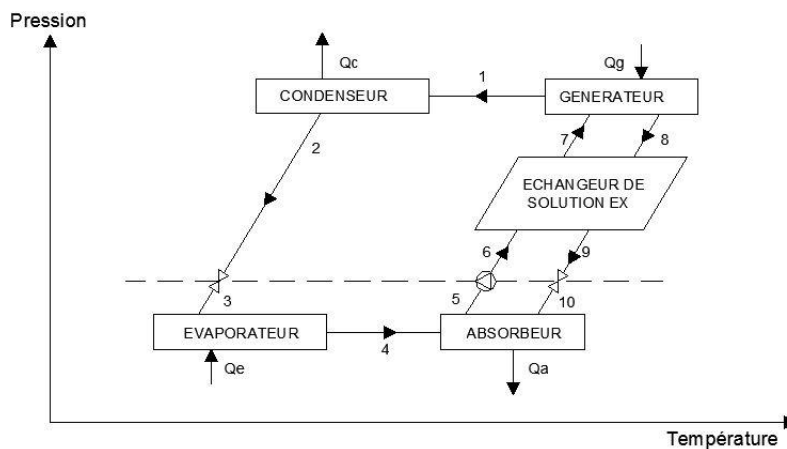 Pression
Qc
Qg
1
CONDENSEUR
GENERATEUR
2
7
8
ECHANGEUR DE
SOLUTION EX
6
9
3
5
10
EVAPORATEUR
ABSORBEUR
4
Qe
Qa
Température